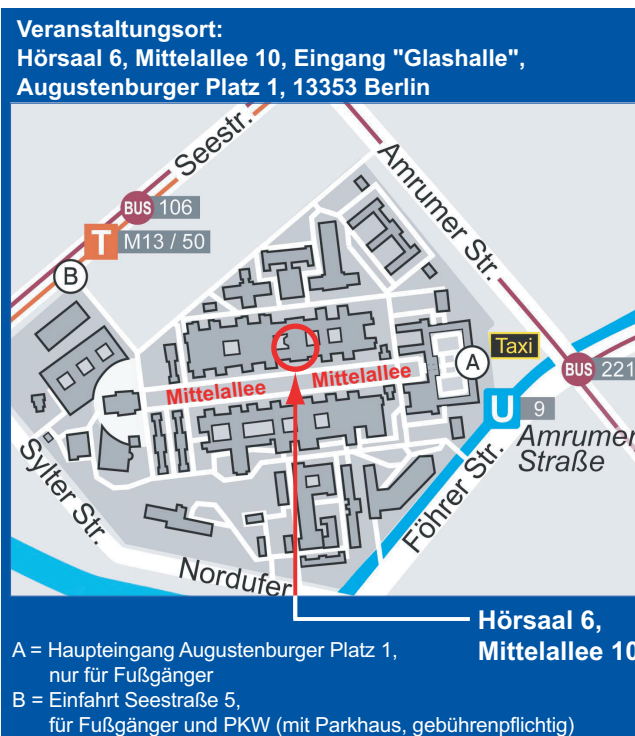 Veranstaltungsort:
Hörsaal 6, Mittelallee 10, Eingang "Glashalle",
Augustenburger Platz 1, 13353 Berlin
Seestr.
Amrumer Str.
BUS 106
T M13 / 50
B
Taxi
A
Mittelallee
Mittelallee
BUS 221
U 9
Amrumer
Straße
Sylter Str.
Föhrer Str.
Nordufer
Hörsaal 6,
Mittelallee 10
A = Haupteingang Augustenburger Platz 1,
nur für Fußgänger
B = Einfahrt Seestraße 5,
für Fußgänger und PKW (mit Parkhaus, gebührenpflichtig)